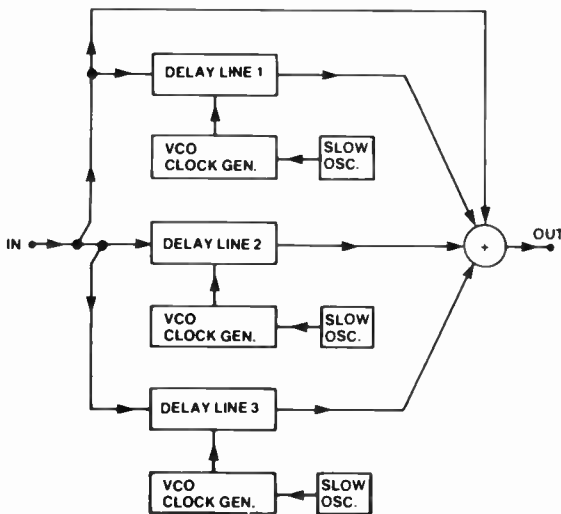 DELAY LINE 1
VCO
CLOCK GEN.
SLOW
OSC.
IN
DELAY LINE 2
+
OUT
VCO
CLOCK GEN.
SLOW
OSC.
DELAY LINE 3
VCO
CLOCK GEN.
SLOW
OSC.